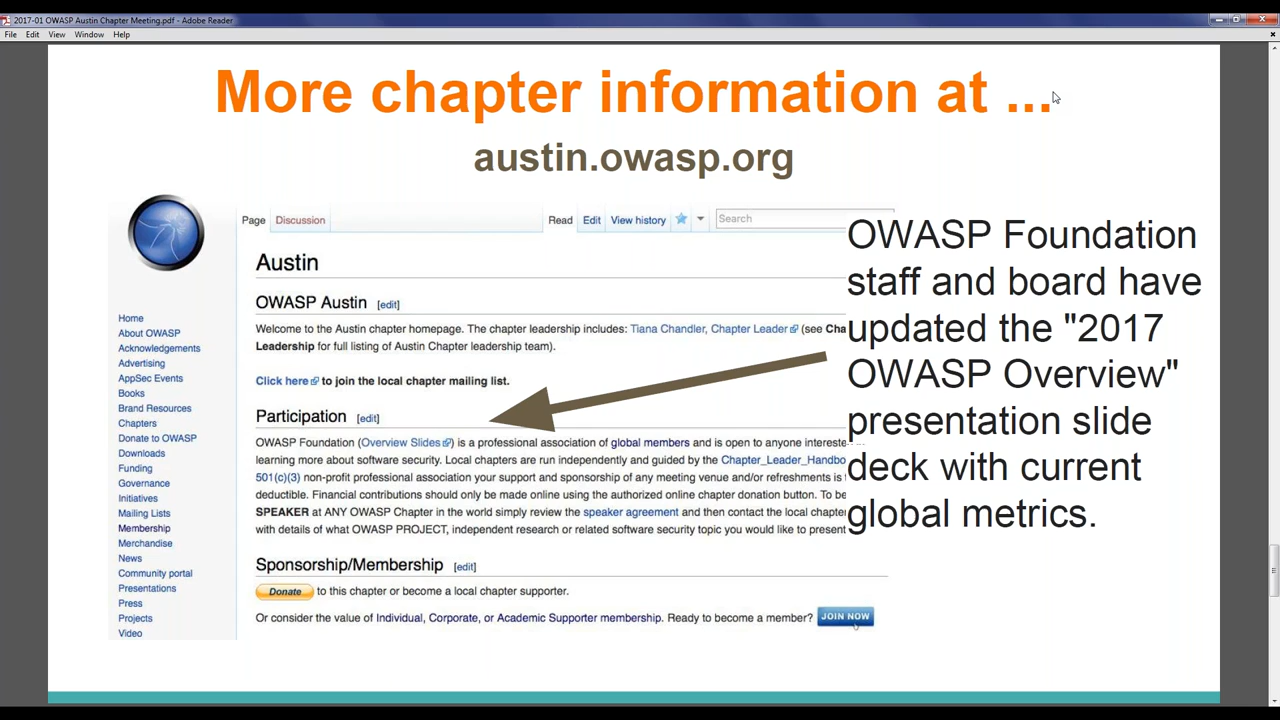 2017-01 OWASP Austin Chapter Meeting.pdf - Adobe Reader
File Edit View Window Help
More chapter information at ...
austin.owasp.org
Page Discussion Read Edit View history Search
Austin
OWASP Austin [edit]
Welcome to the Austin chapter homepage. The chapter leadership includes: Tiana Chandler, Chapter Leader (see Cha
Leadership for full listing of Austin Chapter leadership team).
Click here to join the local chapter mailing list.
Participation [edit]
OWASP Foundation (Overview Slides) is a professional association of global members and is open to anyone intereste
learning more about software security. Local chapters are run independently and guided by the Chapter_Leader_Handbo
501(c)(3) non-profit professional association your support and sponsorship of any meeting venue and/or refreshments is
deductible. Financial contributions should only be made online using the authorized online chapter donation button. To be
SPEAKER at ANY OWASP Chapter in the world simply review the speaker agreement and then contact the local chapter
with details of what OWASP PROJECT, independent research or related software security topic you would like to present
Sponsorship/Membership [edit]
Donate to this chapter or become a local chapter supporter.
Or consider the value of Individual, Corporate, or Academic Supporter membership. Ready to become a member? JOIN NOW
Home
About OWASP
Acknowledgements
Advertising
AppSec Events
Books
Brand Resources
Chapters
Donate to OWASP
Downloads
Funding
Governance
Initiatives
Mailing Lists
Membership
Merchandise
News
Community portal
Presentations
Press
Projects
Video
OWASP Foundation
staff and board have
updated the "2017
OWASP Overview"
presentation slide
deck with current
global metrics.